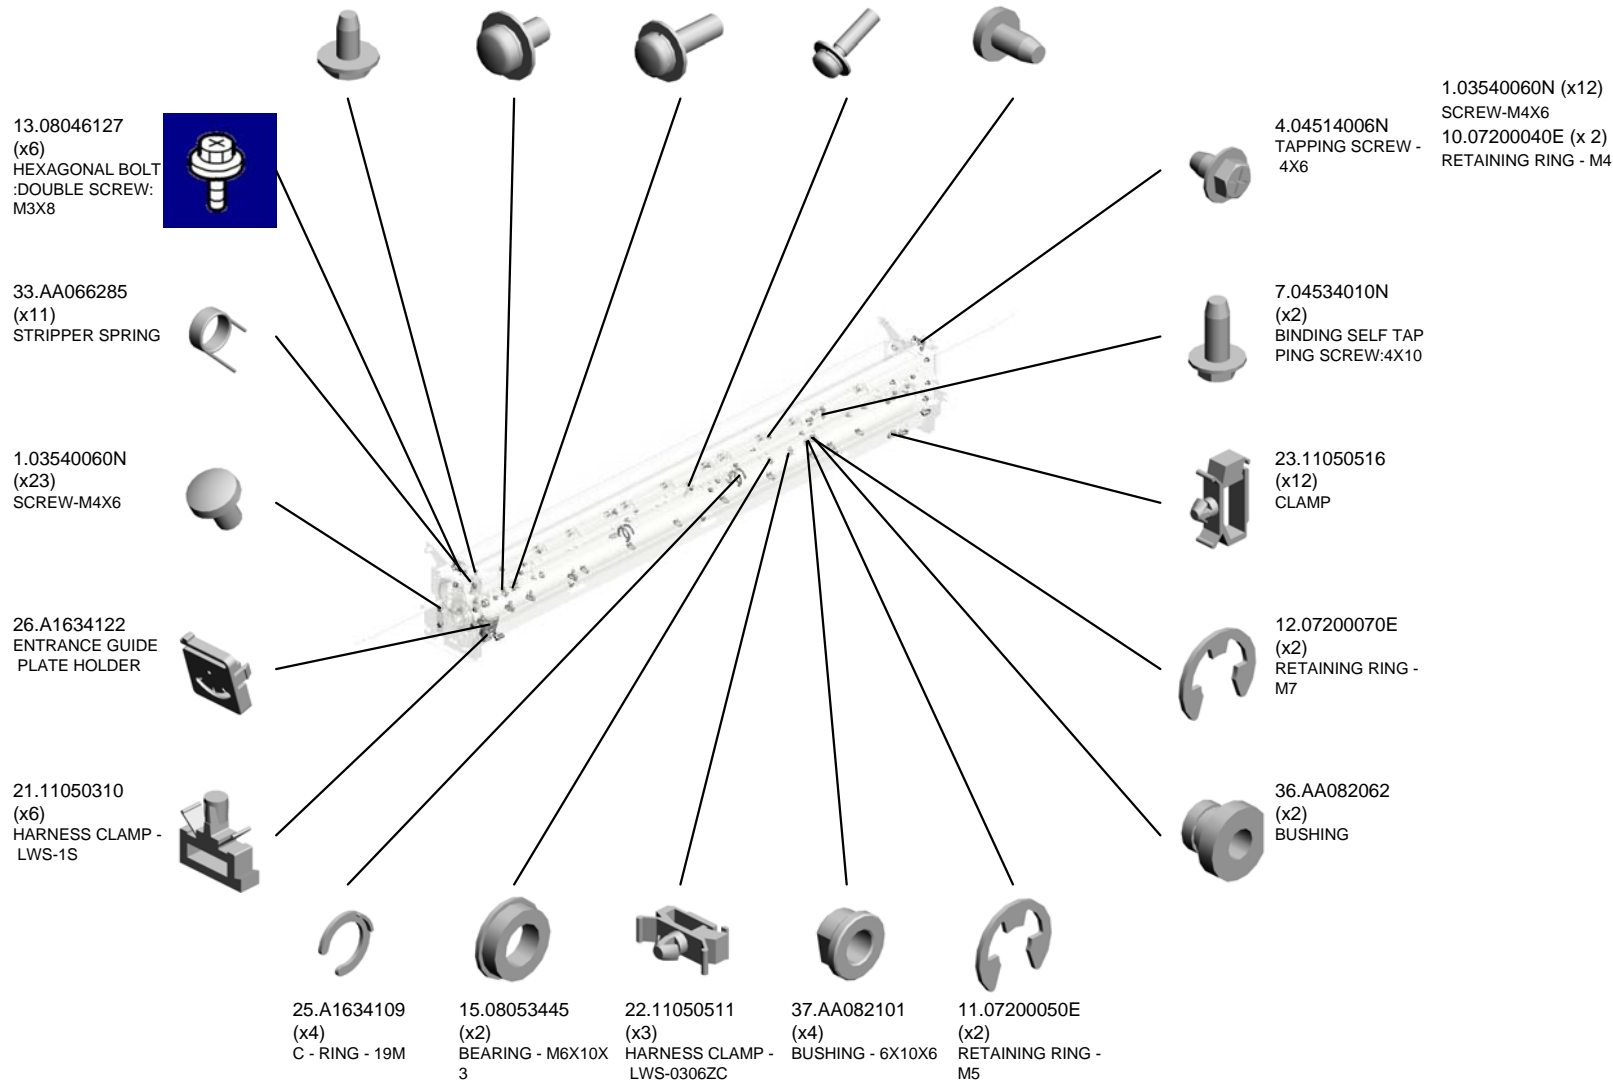 13.08046127
(x6)
HEXAGONAL BOLT
:DOUBLE SCREW:
M3X8
33.AA066285
(x11)
STRIPPER SPRING
1.03540060N
(x23)
SCREW-M4X6
26.A1634122
ENTRANCE GUIDE
PLATE HOLDER
21.11050310
(x6)
HARNESS CLAMP -
LWS-1S
25.A1634109
(x4)
C - RING - 19M
15.08053445
(x2)
BEARING - M6X10X
3
22.11050511
(x3)
HARNESS CLAMP -
LWS-0306ZC
37.AA082101
(x4)
BUSHING - 6X10X6
11.07200050E
(x2)
RETAINING RING -
M5
4.04514006N
TAPPING SCREW -
4X6
7.04534010N
(x2)
BINDING SELF TAP
PING SCREW:4X10
23.11050516
(x12)
CLAMP
12.07200070E
(x2)
RETAINING RING -
M7
36.AA082062
(x2)
BUSHING
1.03540060N (x12)
SCREW-M4X6
10.07200040E (x 2)
RETAINING RING - M4